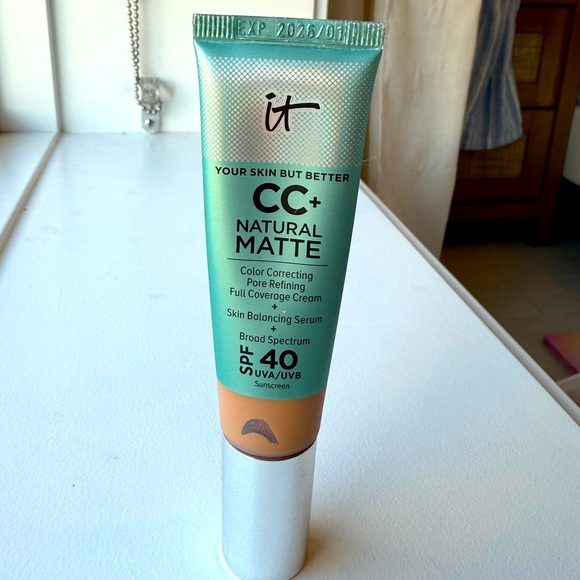 EXP 2026/01
it
YOUR SKIN BUT BETTER
CC+
NATURAL
MATTE
Color Correcting
Pore Refining
Full Coverage Cream
+
Skin Balancing Serum
+
Broad Spectrum
SPF 40
UVA/UVB
Sunscreen